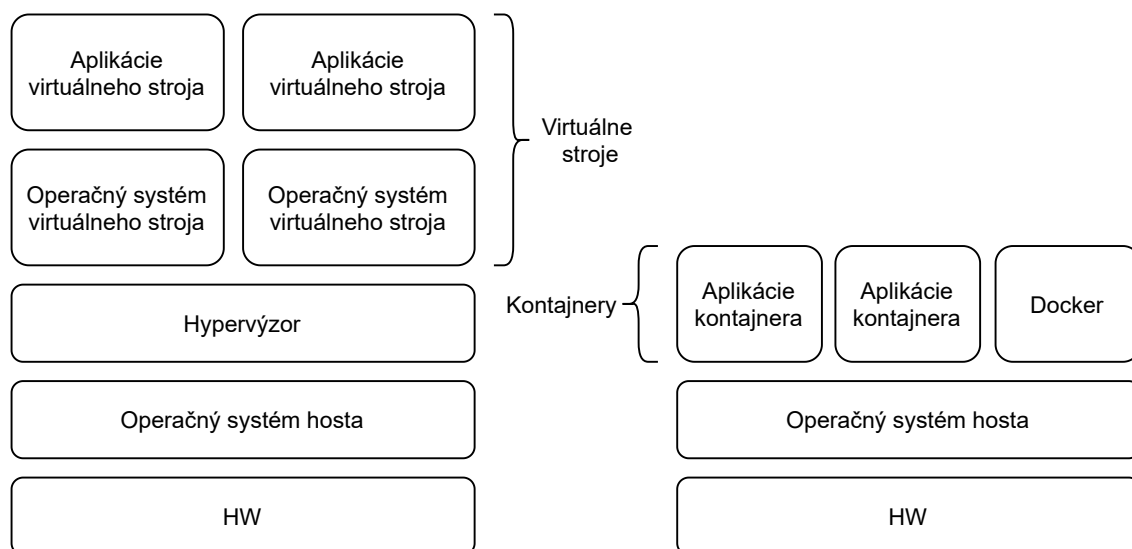 Aplikácie
virtuálneho stroja
Aplikácie
virtuálneho stroja
Operačný systém
virtuálneho stroja
Operačný systém
virtuálneho stroja
Virtuálne
stroje
Hypervýzor
Operačný systém hosta
HW
Kontajnery
Aplikácie
kontajnera
Aplikácie
kontajnera
Docker
Operačný systém hosta
HW